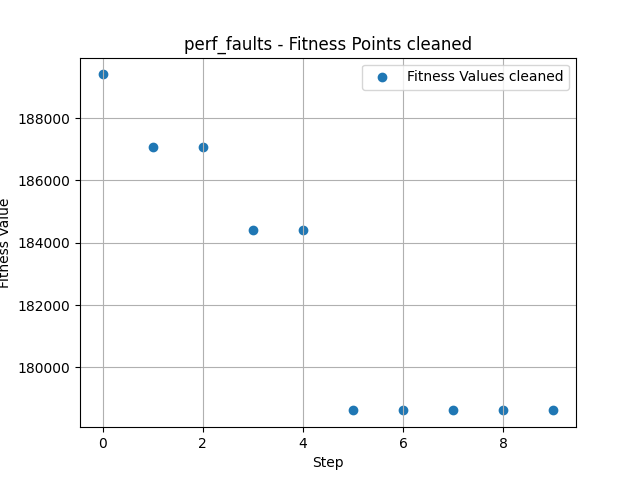 perf_faults - Fitness Points cleaned
Fitness Values cleaned
188000
186000
184000
182000
180000
Fitness Value
0 2 4 6 8
Step